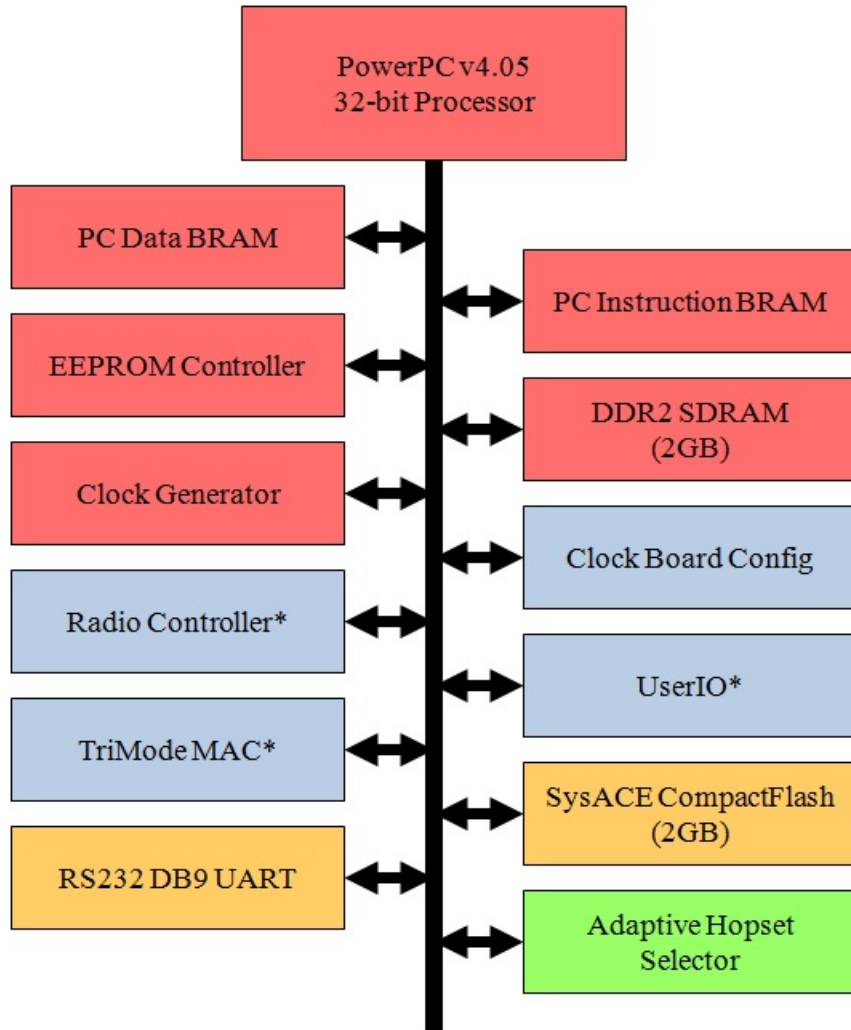 PowerPC v4.05
32-bit Processor
PC Data BRAM
PC Instruction BRAM
EEPROM Controller
DDR2 SDRAM
(2GB)
Clock Generator
Clock Board Config
Radio Controller*
UserIO*
TriMode MAC*
SysACE CompactFlash
(2GB)
RS232 DB9 UART
Adaptive Hopset
Selector